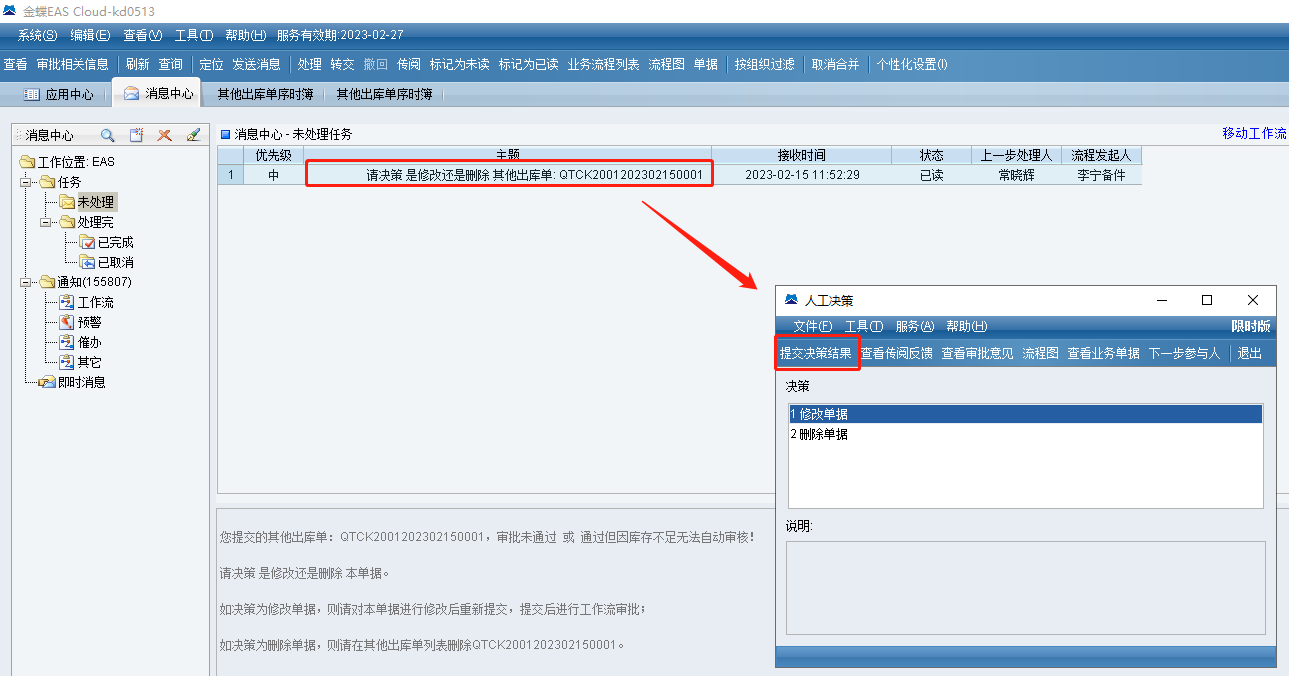 金蝶EAS Cloud-kd0513
系统(S) 编辑(E) 查看(V) 工具(T) 帮助(H) 服务有效期:2023-02-27
查看 审批相关信息 刷新 查询 定位 发送消息 处理 转交 撤回 传阅 标记为未读 标记为已读 业务流程列表 流程图 单据 按组织过滤 取消合并 个性化设置(I)
应用中心 消息中心 其他出库单序时簿 其他出库单序时簿
消息中心
消息中心 - 未处理任务 移动工作流
工作位置: EAS
任务
未处理
处理完
已完成
已取消
通知(155807)
工作流
预警
催办
其它
即时消息
优先级 主题 接收时间 状态 上一步处理人 流程发起人
1 中 请决策 是修改还是删除 其他出库单: QTCK2001202302150001 2023-02-15 11:52:29 已读 常晓辉 李宁备件
人工决策
文件(F) 工具(T) 服务(A) 帮助(H) 限时版
提交决策结果 查看传阅反馈 查看审批意见 流程图 查看业务单据 下一步参与人 退出
决策
1 修改单据
2 删除单据
说明:
您提交的其他出库单：QTCK2001202302150001，审批未通过 或 通过但因库存不足无法自动审核！
请决策 是修改还是删除 本单据。
如决策为修改单据，则请对本单据进行修改后重新提交，提交后进行工作流审批；
如决策为删除单据，则请在其他出库单列表删除QTCK2001202302150001。